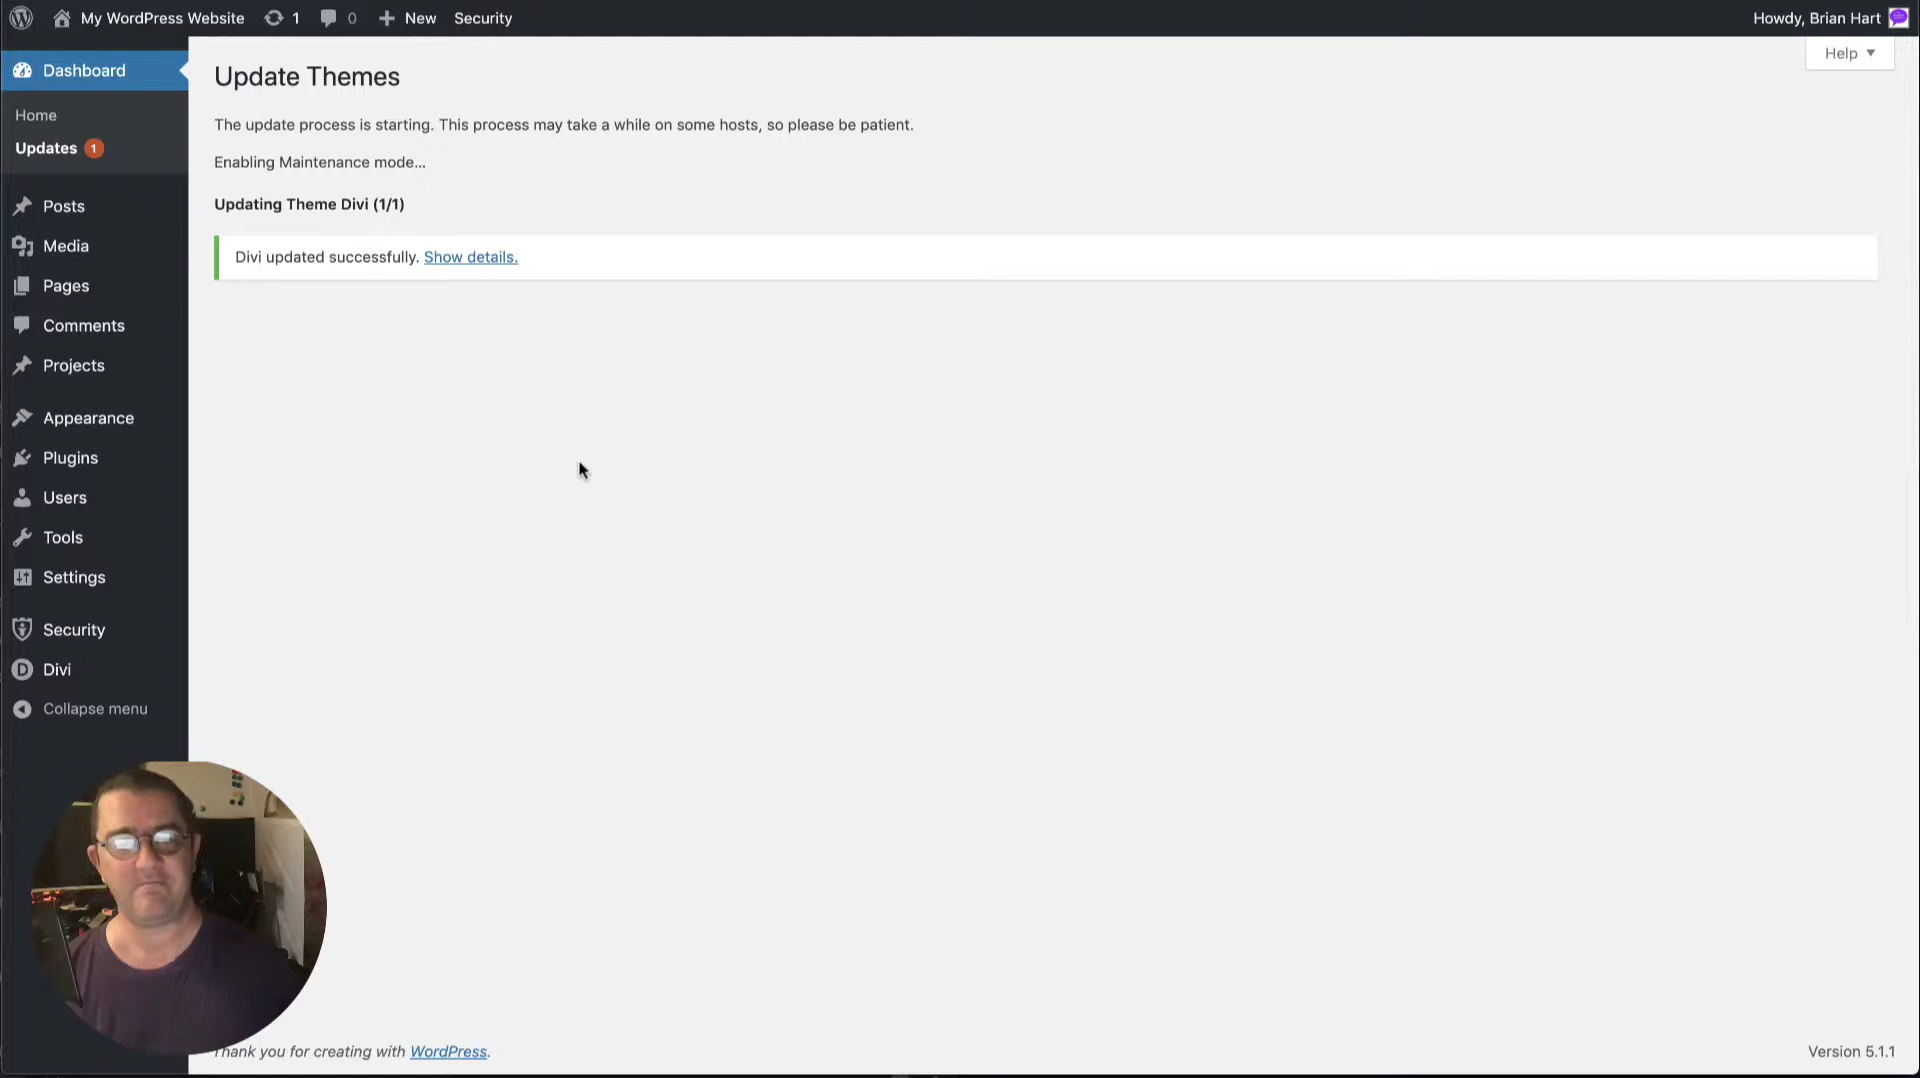 My WordPress Website 1 0 New Security Howdy, Brian Hart
Help
Dashboard
Home
Updates 1
Posts
Media
Pages
Comments
Projects
Appearance
Plugins
Users
Tools
Settings
Security
Divi
Collapse menu
Update Themes
The update process is starting. This process may take a while on some hosts, so please be patient.
Enabling Maintenance mode...
Updating Theme Divi (1/1)
Divi updated successfully. Show details.
Thank you for creating with WordPress.
Version 5.1.1